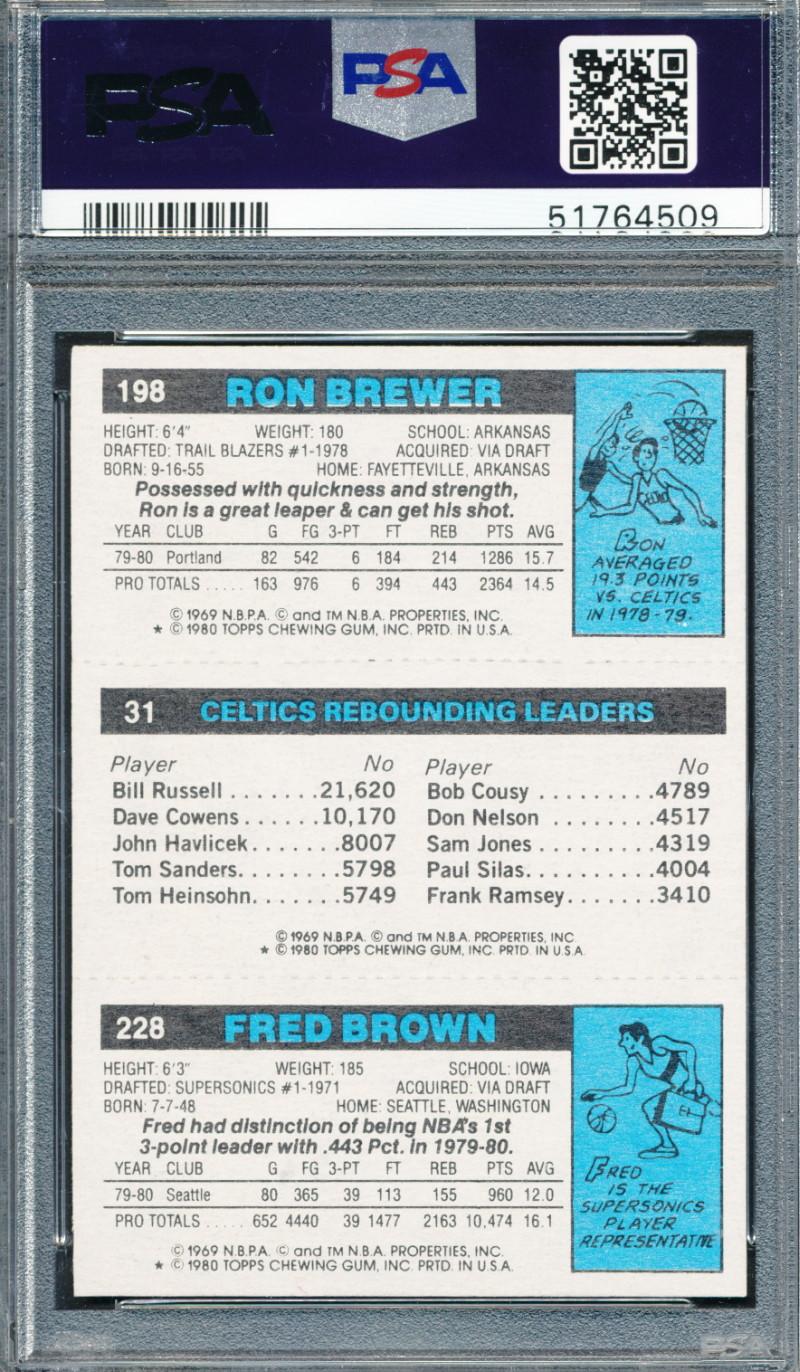 PSA
PSA
51764509
198 RON BREWER
HEIGHT: 6'4" WEIGHT: 180 SCHOOL: ARKANSAS
DRAFTED: TRAIL BLAZERS #1-1978 ACQUIRED: VIA DRAFT
BORN: 9-16-55 HOME: FAYETTEVILLE, ARKANSAS
Possessed with quickness and strength,
Ron is a great leaper & can get his shot.
YEAR CLUB G FG 3-PT FT REB PTS AVG
79-80 Portland 82 542 6 184 214 1286 15.7
PRO TOTALS ..... 163 976 6 394 443 2364 14.5
© 1969 N.B.P.A. © and TM N.B.A. PROPERTIES, INC.
★ © 1980 TOPPS CHEWING GUM, INC. PRTD. IN U.S.A.
CELTICS
RON
AVERAGED
19.3 POINTS
VS. CELTICS
IN 1978-79.
31 CELTICS REBOUNDING LEADERS
Player No Player No
Bill Russell .......21,620 Bob Cousy .........4789
Dave Cowens ......10,170 Don Nelson ........4517
John Havlicek.......8007 Sam Jones .........4319
Tom Sanders........5798 Paul Silas..........4004
Tom Heinsohn.......5749 Frank Ramsey.......3410
© 1969 N.B.P.A. © and TM N.B.A. PROPERTIES, INC.
★ © 1980 TOPPS CHEWING GUM, INC. PRTD. IN U.S.A.
228 FRED BROWN
HEIGHT: 6'3" WEIGHT: 185 SCHOOL: IOWA
DRAFTED: SUPERSONICS #1-1971 ACQUIRED: VIA DRAFT
BORN: 7-7-48 HOME: SEATTLE, WASHINGTON
Fred had distinction of being NBA's 1st
3-point leader with .443 Pct. in 1979-80.
YEAR CLUB G FG 3-PT FT REB PTS AVG
79-80 Seattle 80 365 39 113 155 960 12.0
PRO TOTALS ..... 652 4440 39 1477 2163 10,474 16.1
© 1969 N.B.P.A. © and TM N.B.A. PROPERTIES, INC.
★ © 1980 TOPPS CHEWING GUM, INC. PRTD. IN U.S.A.
FRED
IS THE
SUPERSONICS
PLAYER
REPRESENTATIVE
PSA